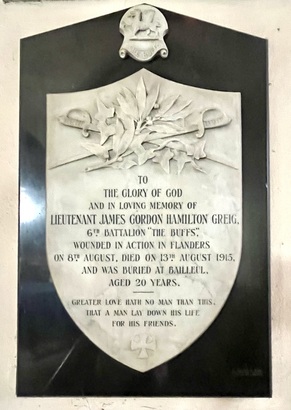 TO
THE GLORY OF GOD
AND IN LOVING MEMORY OF
LIEUTENANT JAMES GORDON HAMILTON GREIG,
6TH BATTALION "THE BUFFS",
WOUNDED IN ACTION IN FLANDERS
ON 8TH AUGUST, DIED ON 13TH AUGUST 1915,
AND WAS BURIED AT BAILLEUL,
AGED 20 YEARS.
GREATER LOVE HATH NO MAN THAN THIS,
THAT A MAN LAY DOWN HIS LIFE
FOR HIS FRIENDS.